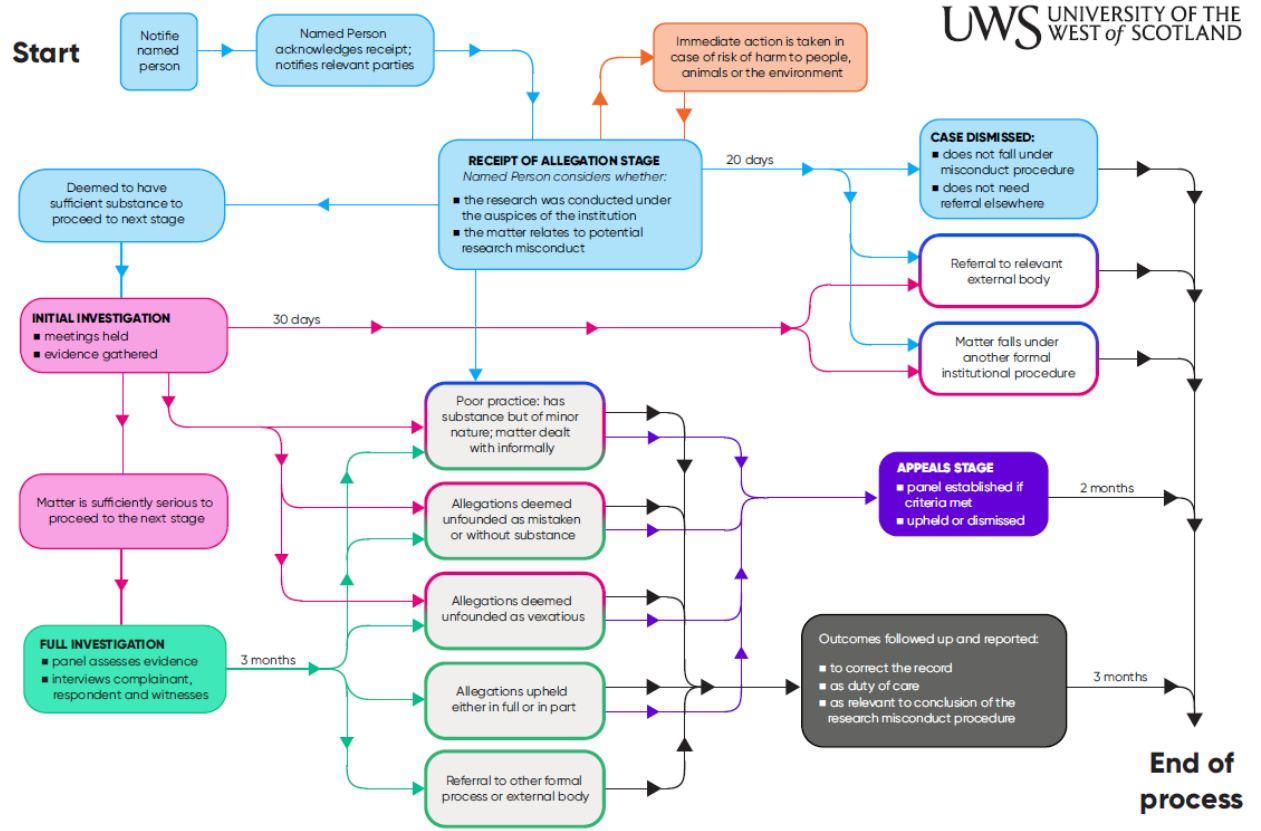 Start
Notifie
named
person
Named Person
acknowledges receipt;
notifies relevant parties
Immediate action is taken in
case of risk of harm to people,
animals or the environment
UWS UNIVERSITY OF THE
WEST of SCOTLAND
RECEIPT OF ALLEGATION STAGE
Named Person considers whether:
■ the research was conducted under
the auspices of the institution
■ the matter relates to potential
research misconduct
20 days
CASE DISMISSED:
■ does not fall under
misconduct procedure
■ does not need
referral elsewhere
Deemed to have
sufficient substance to
proceed to next stage
Referral to relevant
external body
INITIAL INVESTIGATION
■ meetings held
■ evidence gathered
30 days
Matter falls under
another formal
institutional procedure
Poor practice: has
substance but of minor
nature; matter dealt
with informally
APPEALS STAGE
■ panel established if
criteria met
■ upheld or dismissed
2 months
Matter is sufficiently serious to
proceed to the next stage
Allegations deemed
unfounded as mistaken
or without substance
Allegations deemed
unfounded as vexatious
FULL INVESTIGATION
■ panel assesses evidence
■ interviews complainant,
respondent and witnesses
3 months
Allegations upheld
either in full or in part
Outcomes followed up and reported:
■ to correct the record
■ as duty of care
■ as relevant to conclusion of the
research misconduct procedure
3 months
Referral to other formal
process or external body
End of
process